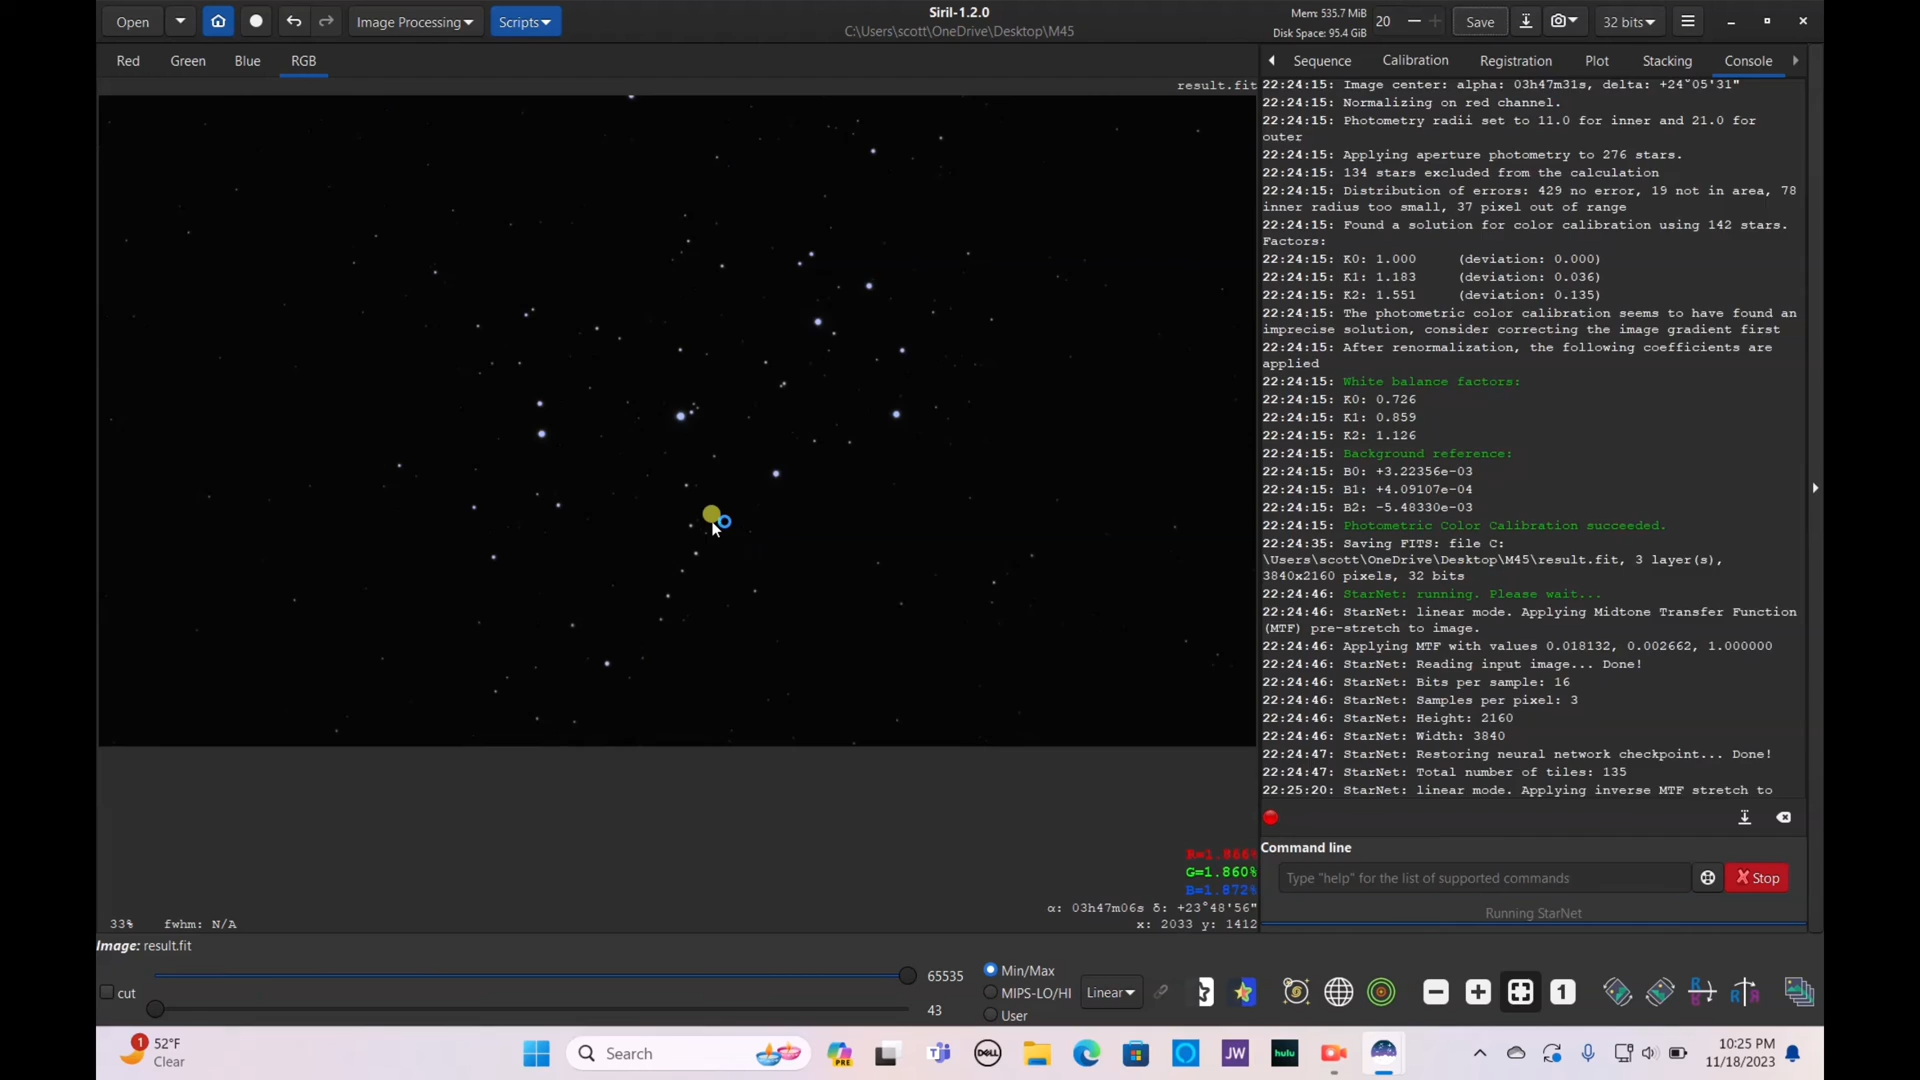 Open
Image Processing
Scripts
Siril-1.2.0
C:\Users\scott\OneDrive\Desktop\M45
Mem: 535.7 MiB
Disk Space: 95.4 GiB
20
Save
32 bits
Red
Green
Blue
RGB
Sequence
Calibration
Registration
Plot
Stacking
Console
result.fit
22:24:15: Image center: alpha: 03h47m31s, delta: +24°05'31"
22:24:15: Normalizing on red channel.
22:24:15: Photometry radii set to 11.0 for inner and 21.0 for
outer
22:24:15: Applying aperture photometry to 276 stars.
22:24:15: 134 stars excluded from the calculation
22:24:15: Distribution of errors: 429 no error, 19 not in area, 78
inner radius too small, 37 pixel out of range
22:24:15: Found a solution for color calibration using 142 stars.
Factors:
22:24:15: K0: 1.000 (deviation: 0.000)
22:24:15: K1: 1.183 (deviation: 0.036)
22:24:15: K2: 1.551 (deviation: 0.135)
22:24:15: The photometric color calibration seems to have found an
imprecise solution, consider correcting the image gradient first
22:24:15: After renormalization, the following coefficients are
applied
22:24:15: White balance factors:
22:24:15: K0: 0.726
22:24:15: K1: 0.859
22:24:15: K2: 1.126
22:24:15: Background reference:
22:24:15: B0: +3.22356e-03
22:24:15: B1: +4.09107e-04
22:24:15: B2: -5.48330e-03
22:24:15: Photometric Color Calibration succeeded.
22:24:35: Saving FITS: file C:
\Users\scott\OneDrive\Desktop\M45\result.fit, 3 layer(s),
3840x2160 pixels, 32 bits
22:24:46: StarNet: running. Please wait...
22:24:46: StarNet: linear mode. Applying Midtone Transfer Function
(MTF) pre-stretch to image.
22:24:46: Applying MTF with values 0.018132, 0.002662, 1.000000
22:24:46: StarNet: Reading input image... Done!
22:24:46: StarNet: Bits per sample: 16
22:24:46: StarNet: Samples per pixel: 3
22:24:46: StarNet: Height: 2160
22:24:46: StarNet: Width: 3840
22:24:47: StarNet: Restoring neural network checkpoint... Done!
22:24:47: StarNet: Total number of tiles: 135
22:25:20: StarNet: linear mode. Applying inverse MTF stretch to
Command line
Type "help" for the list of supported commands
Stop
Running StarNet
R=1.866%
G=1.860%
B=1.872%
α: 03h47m06s δ: +23°48'56"
x: 2033 y: 1412
33%
fwhm: N/A
Image: result.fit
cut
65535
43
Min/Max
MIPS-LO/HI
User
Linear
1
1
52°F
Clear
Search
PRE
DELL
JW
hulu
10:25 PM
11/18/2023